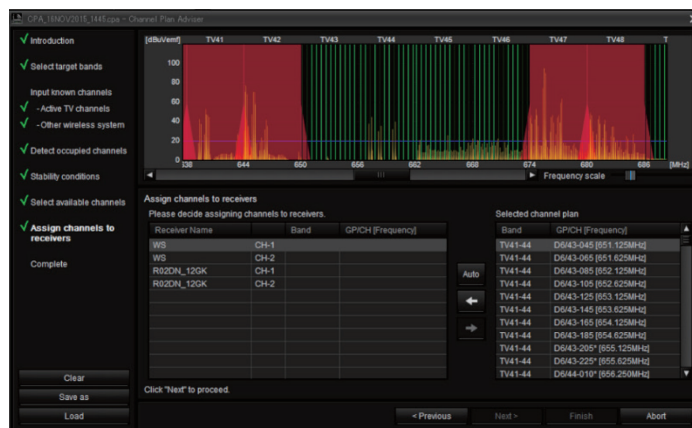 CPA_18NOV2015_1445.cpa - Channel Plan Adviser
Introduction
Select target bands
Input known channels
- Active TV channels
- Other wireless system
Detect occupied channels
Stability conditions
Select available channels
Assign channels to
receivers
Complete
Clear
Save as
Load
[dBuVemf] TV41 TV42 TV43 TV44 TV45 TV46 TV47 TV48 T
100
80
60
40
20
0
638 644 650 656 662 668 674 680 686 [MHz]
Frequency scale
Assign channels to receivers
Please decide assigning channels to receivers.
Receiver Name Band GP/CH [Frequency]
WS CH-1
WS CH-2
R02DN_12GK CH-1
R02DN_12GK CH-2
Auto
Selected channel plan
Band GP/CH [Frequency]
TV41-44 D6/43-045 [651.125MHz]
TV41-44 D6/43-065 [651.625MHz]
TV41-44 D6/43-085 [652.125MHz]
TV41-44 D6/43-105 [652.625MHz]
TV41-44 D6/43-125 [653.125MHz]
TV41-44 D6/43-145 [653.625MHz]
TV41-44 D6/43-165 [654.125MHz]
TV41-44 D6/43-185 [654.625MHz]
TV41-44 D6/43-205* [655.125MHz]
TV41-44 D6/43-225* [655.625MHz]
TV41-44 D6/44-010* [656.250MHz]
Click "Next" to proceed.
< Previous Next > Finish Abort